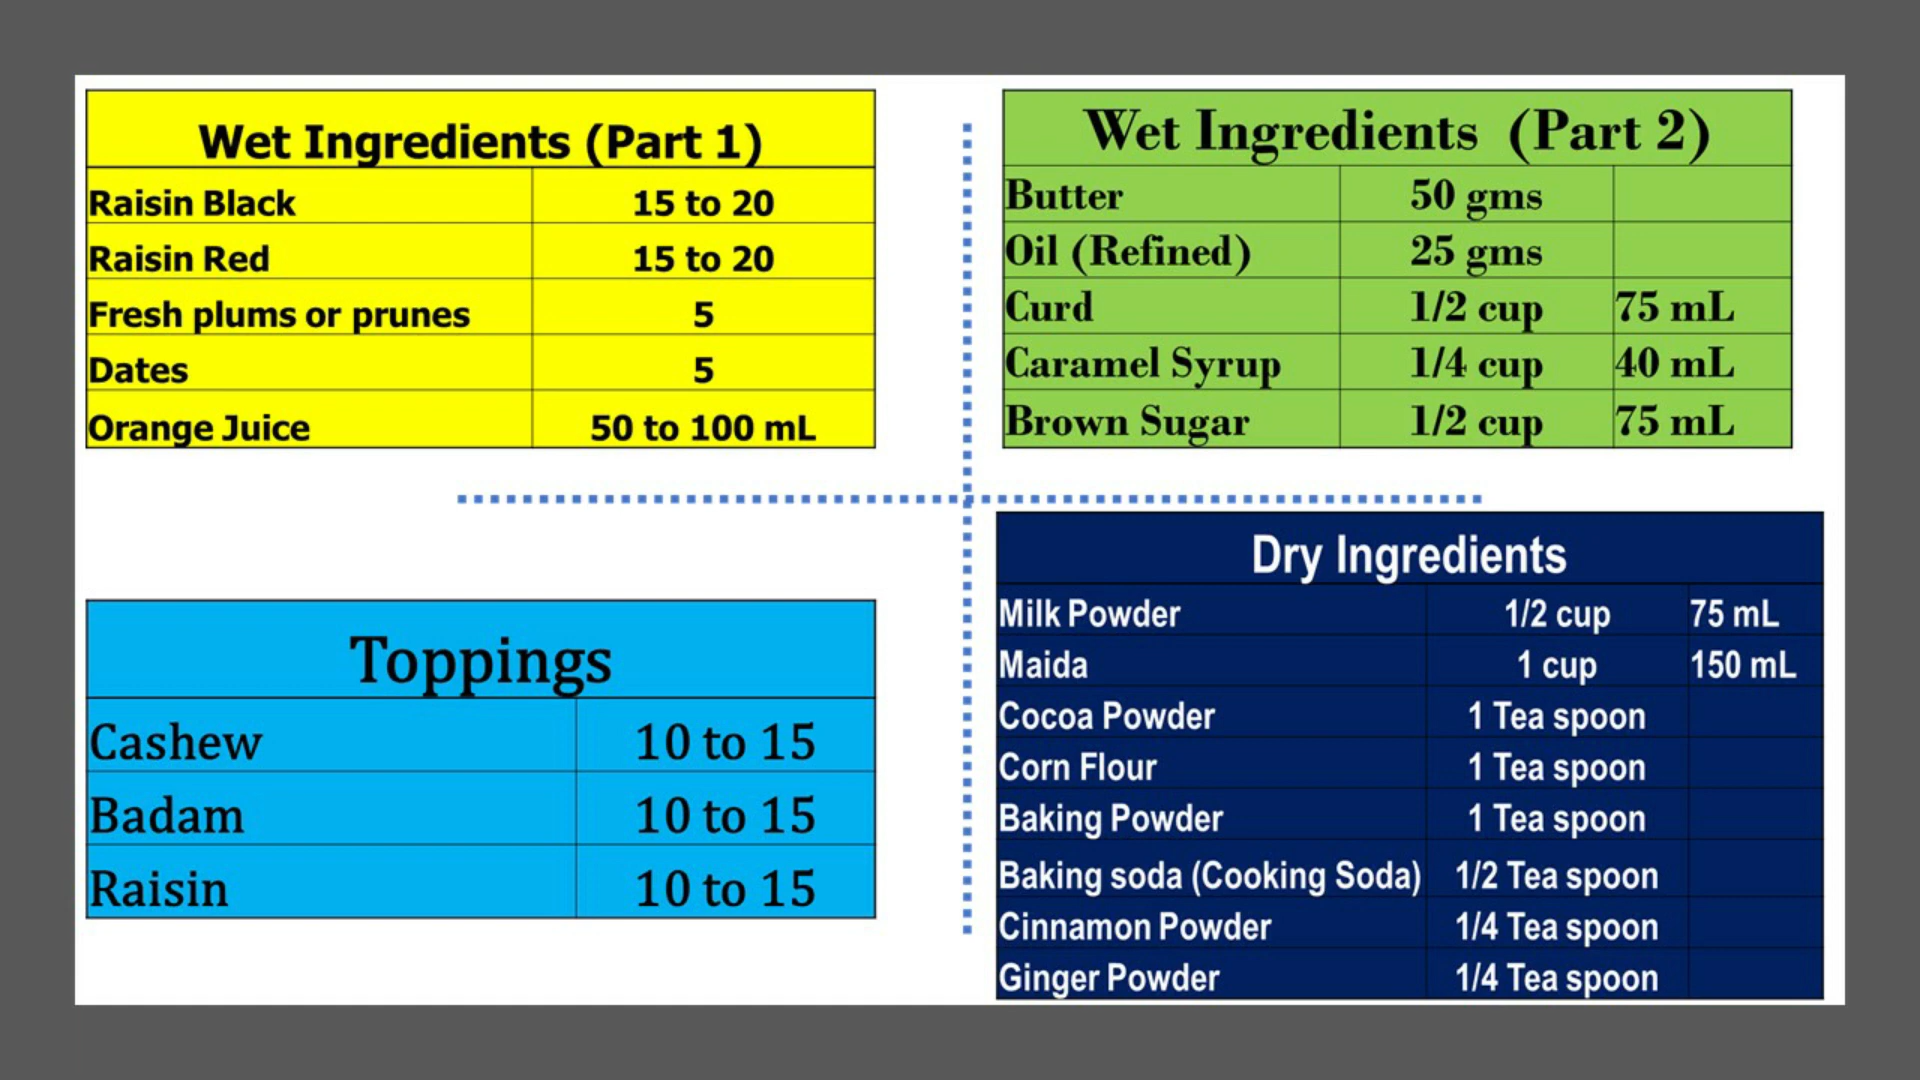 Wet Ingredients (Part 1)
Raisin Black 15 to 20
Raisin Red 15 to 20
Fresh plums or prunes 5
Dates 5
Orange Juice 50 to 100 mL
Wet Ingredients (Part 2)
Butter 50 gms
Oil (Refined) 25 gms
Curd 1/2 cup 75 mL
Caramel Syrup 1/4 cup 40 mL
Brown Sugar 1/2 cup 75 mL
Toppings
Cashew 10 to 15
Badam 10 to 15
Raisin 10 to 15
Dry Ingredients
Milk Powder 1/2 cup 75 mL
Maida 1 cup 150 mL
Cocoa Powder 1 Tea spoon
Corn Flour 1 Tea spoon
Baking Powder 1 Tea spoon
Baking soda (Cooking Soda) 1/2 Tea spoon
Cinnamon Powder 1/4 Tea spoon
Ginger Powder 1/4 Tea spoon